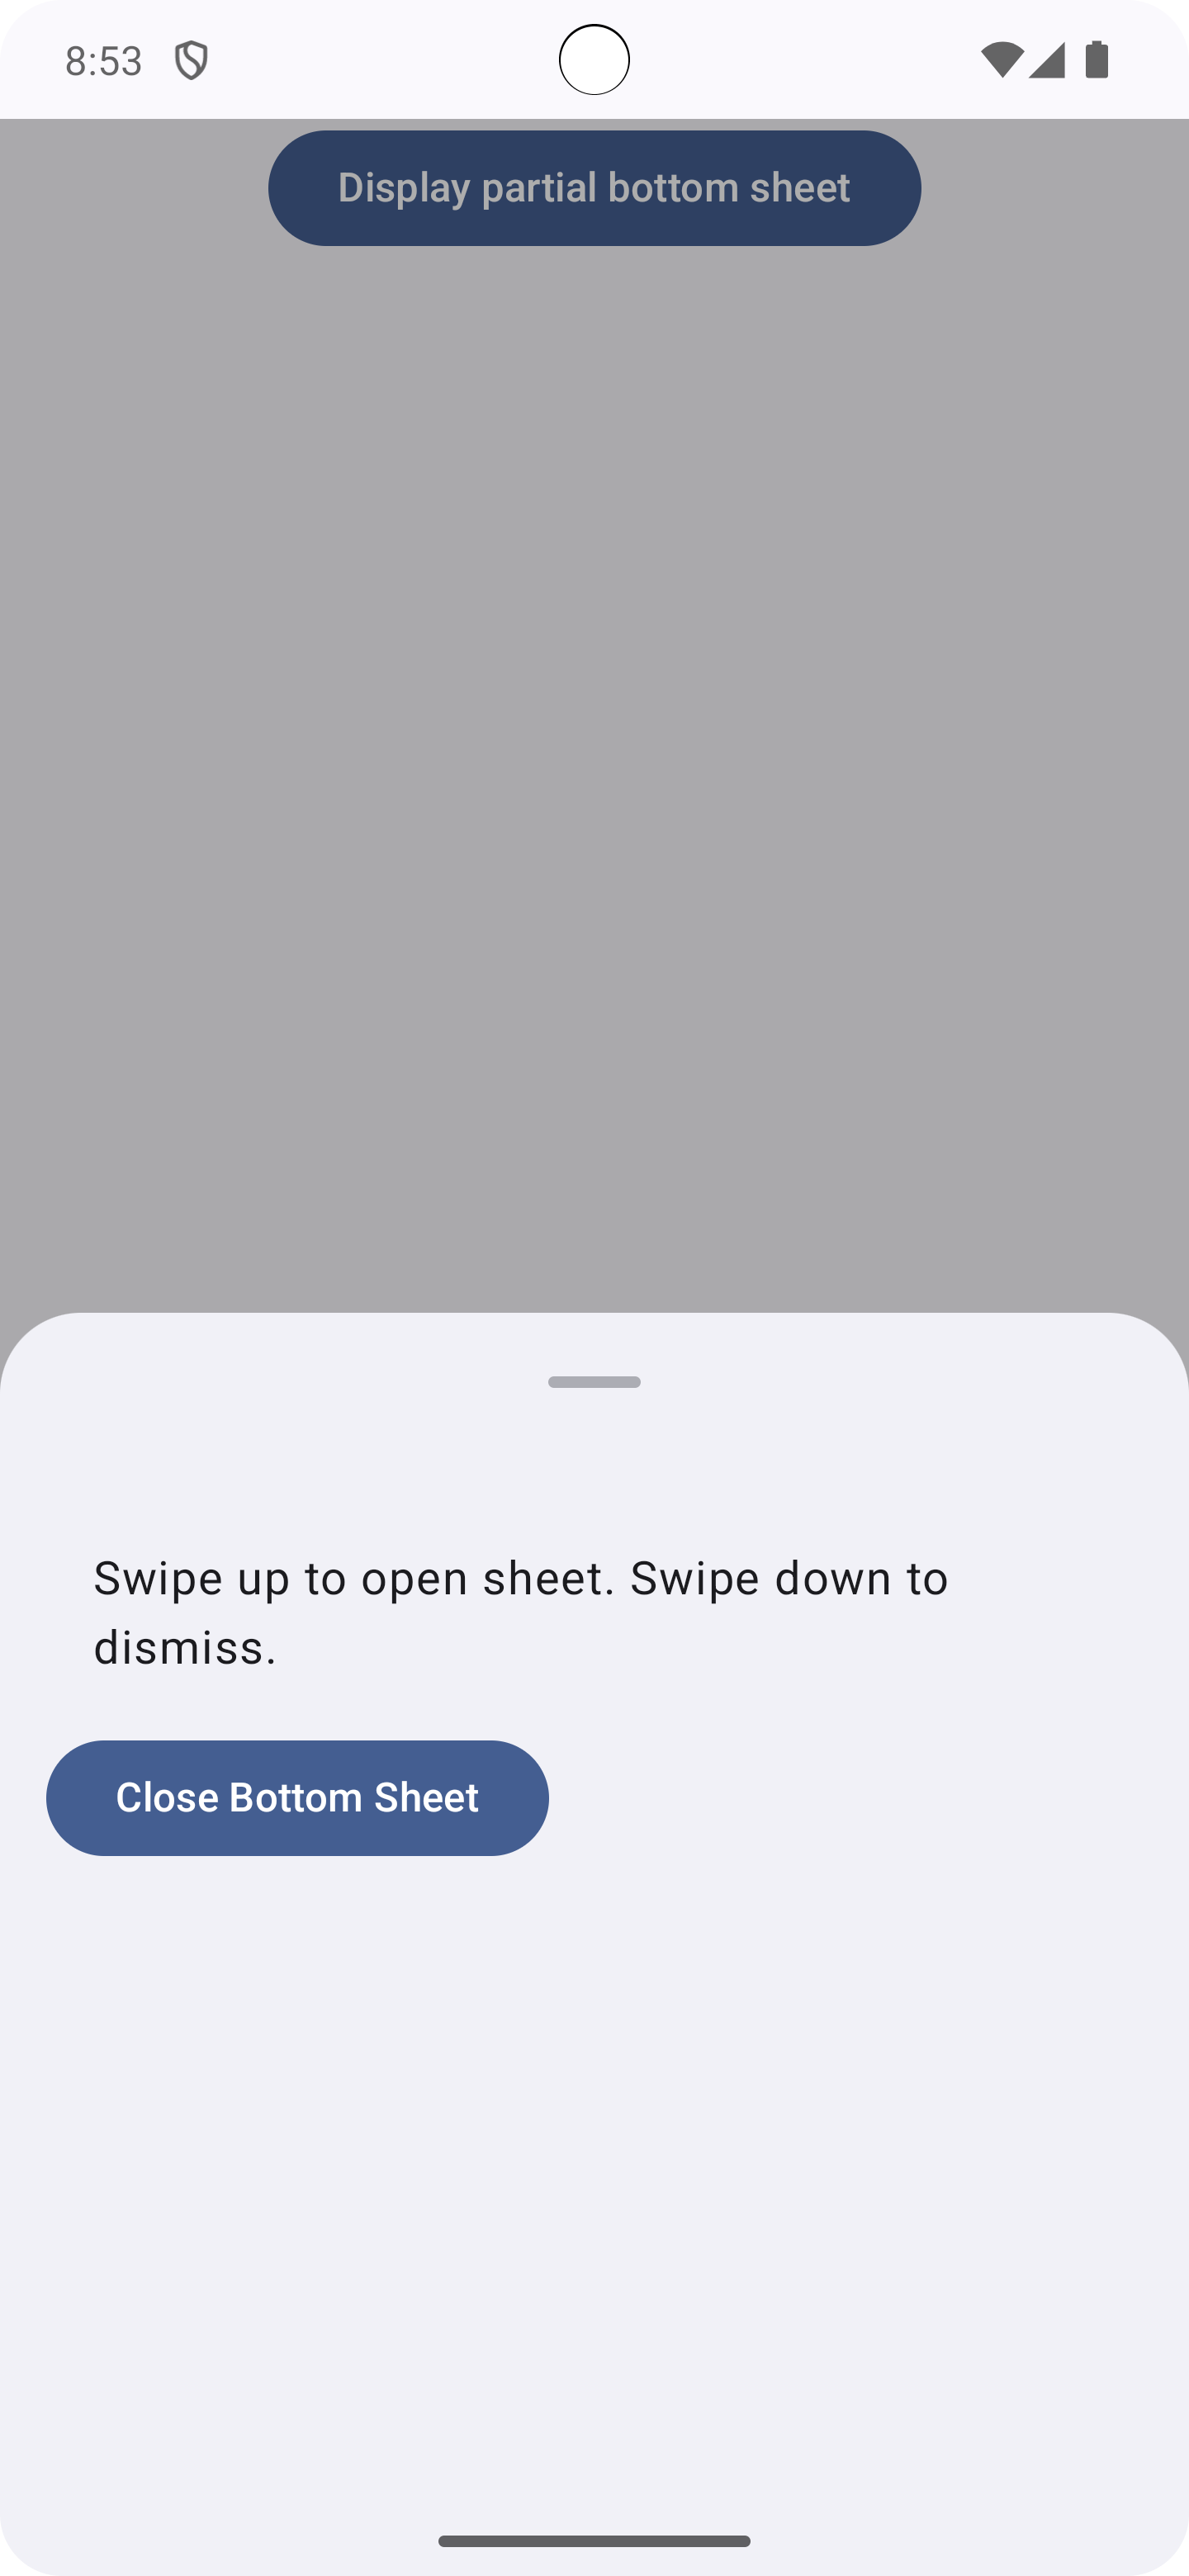 8:53
Display partial bottom sheet
Swipe up to open sheet. Swipe down to
dismiss.
Close Bottom Sheet